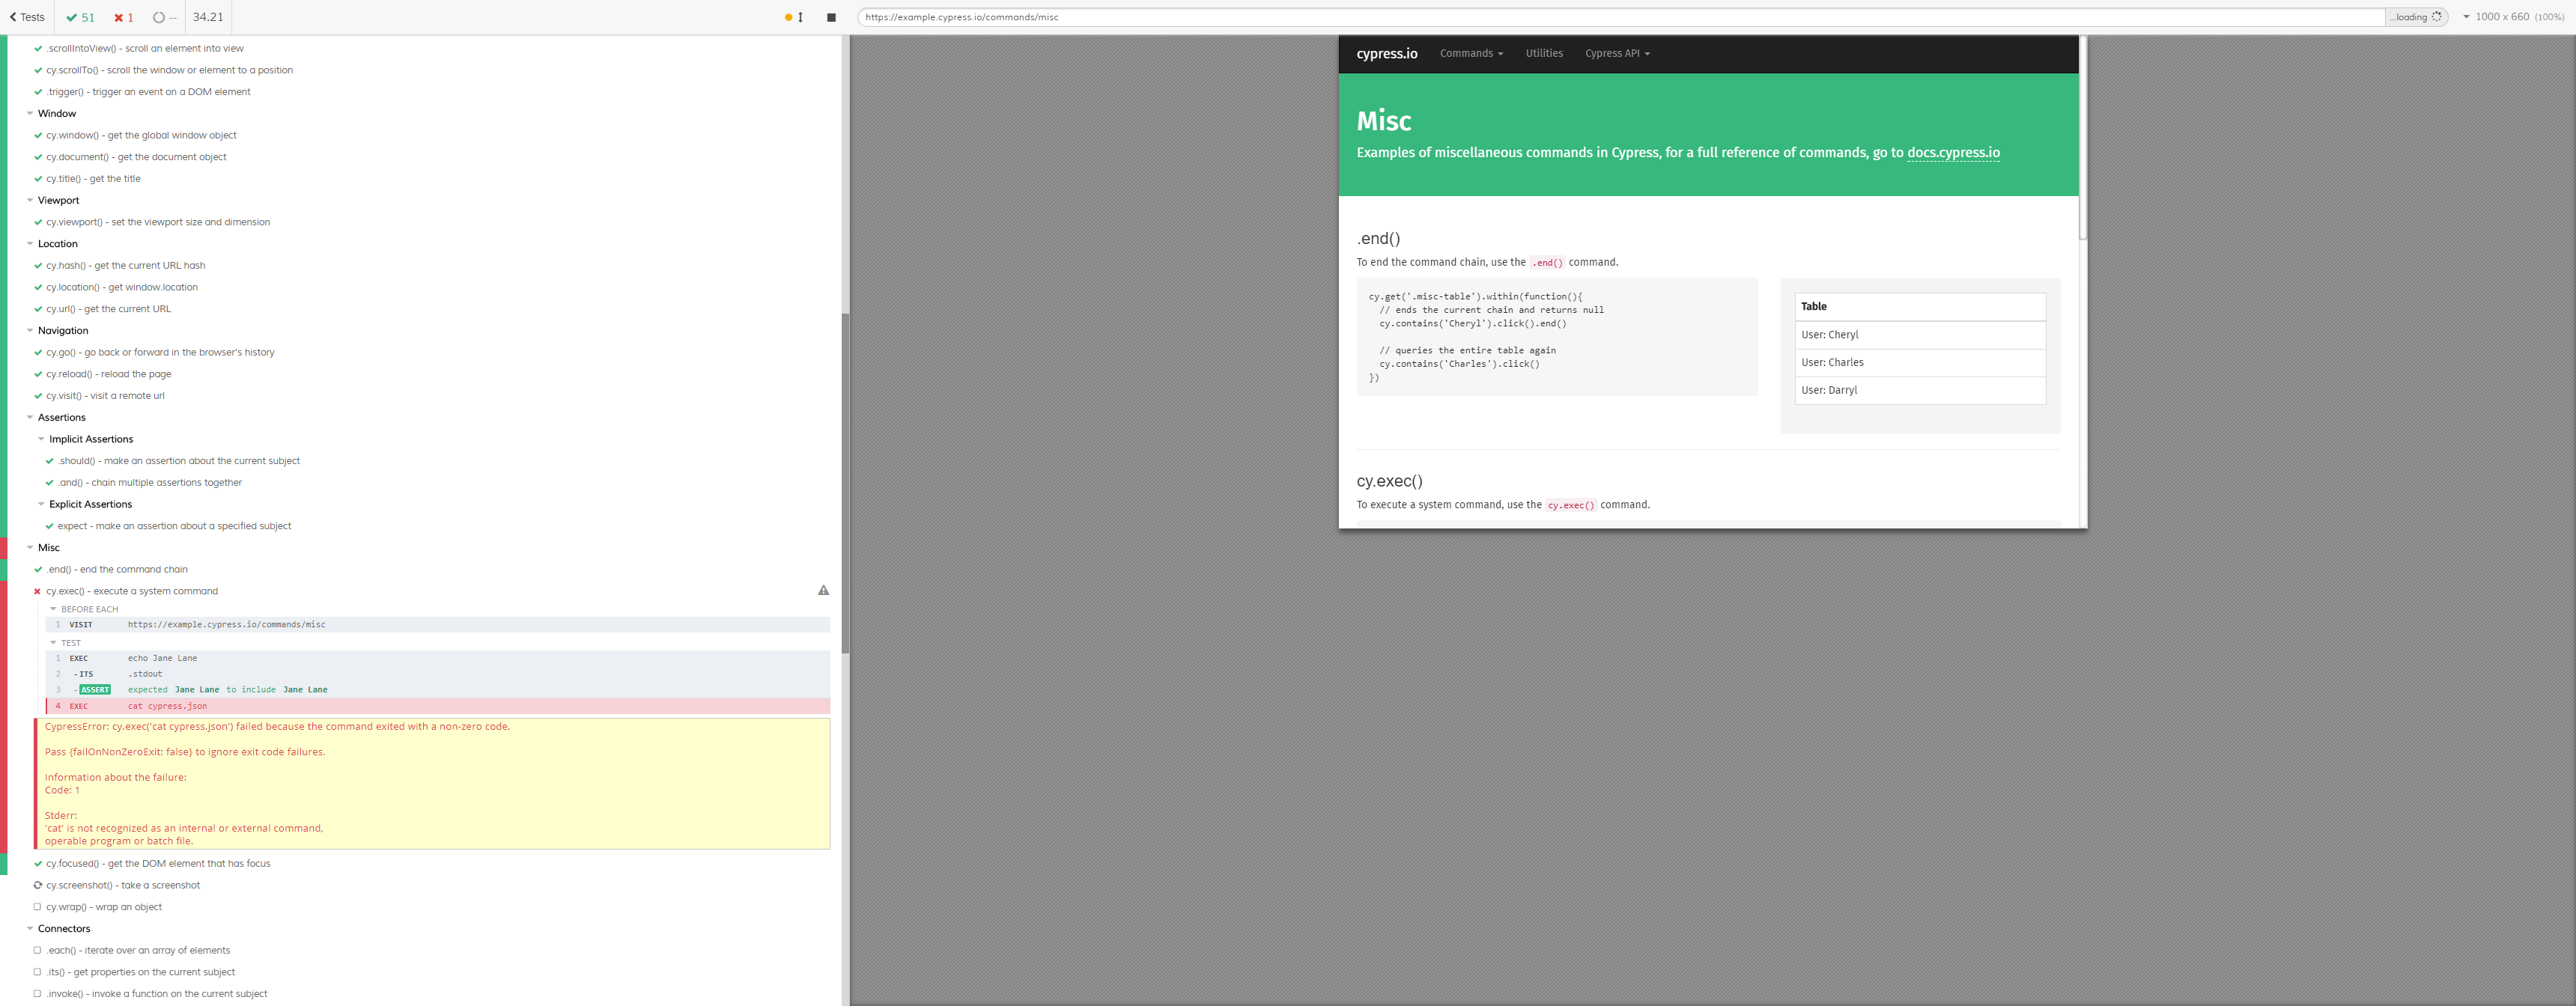 Tests 51 1 -- 34.21
https://example.cypress.io/commands/misc ...loading 1000 x 660 (100%)
.scrollIntoView() - scroll an element into view
cy.scrollTo() - scroll the window or element to a position
.trigger() - trigger an event on a DOM element
Window
cy.window() - get the global window object
cy.document() - get the document object
cy.title() - get the title
Viewport
cy.viewport() - set the viewport size and dimension
Location
cy.hash() - get the current URL hash
cy.location() - get window.location
cy.url() - get the current URL
Navigation
cy.go() - go back or forward in the browser's history
cy.reload() - reload the page
cy.visit() - visit a remote url
Assertions
Implicit Assertions
.should() - make an assertion about the current subject
.and() - chain multiple assertions together
Explicit Assertions
expect - make an assertion about a specified subject
Misc
.end() - end the command chain
cy.exec() - execute a system command
BEFORE EACH
1 VISIT https://example.cypress.io/commands/misc
TEST
1 EXEC echo Jane Lane
2 - ITS .stdout
3 - ASSERT expected Jane Lane to include Jane Lane
4 EXEC cat cypress.json
CypressError: cy.exec('cat cypress.json') failed because the command exited with a non-zero code.
Pass {failOnNonZeroExit: false} to ignore exit code failures.
Information about the failure:
Code: 1
Stderr:
'cat' is not recognized as an internal or external command,
operable program or batch file.
cy.focused() - get the DOM element that has focus
cy.screenshot() - take a screenshot
cy.wrap() - wrap an object
Connectors
.each() - iterate over an array of elements
.its() - get properties on the current subject
.invoke() - invoke a function on the current subject
cypress.io Commands Utilities Cypress API
Misc
Examples of miscellaneous commands in Cypress, for a full reference of commands, go to docs.cypress.io
.end()
To end the command chain, use the .end() command.
cy.get('.misc-table').within(function(){
// ends the current chain and returns null
cy.contains('Cheryl').click().end()
// queries the entire table again
cy.contains('Charles').click()
})
Table
User: Cheryl
User: Charles
User: Darryl
cy.exec()
To execute a system command, use the cy.exec() command.